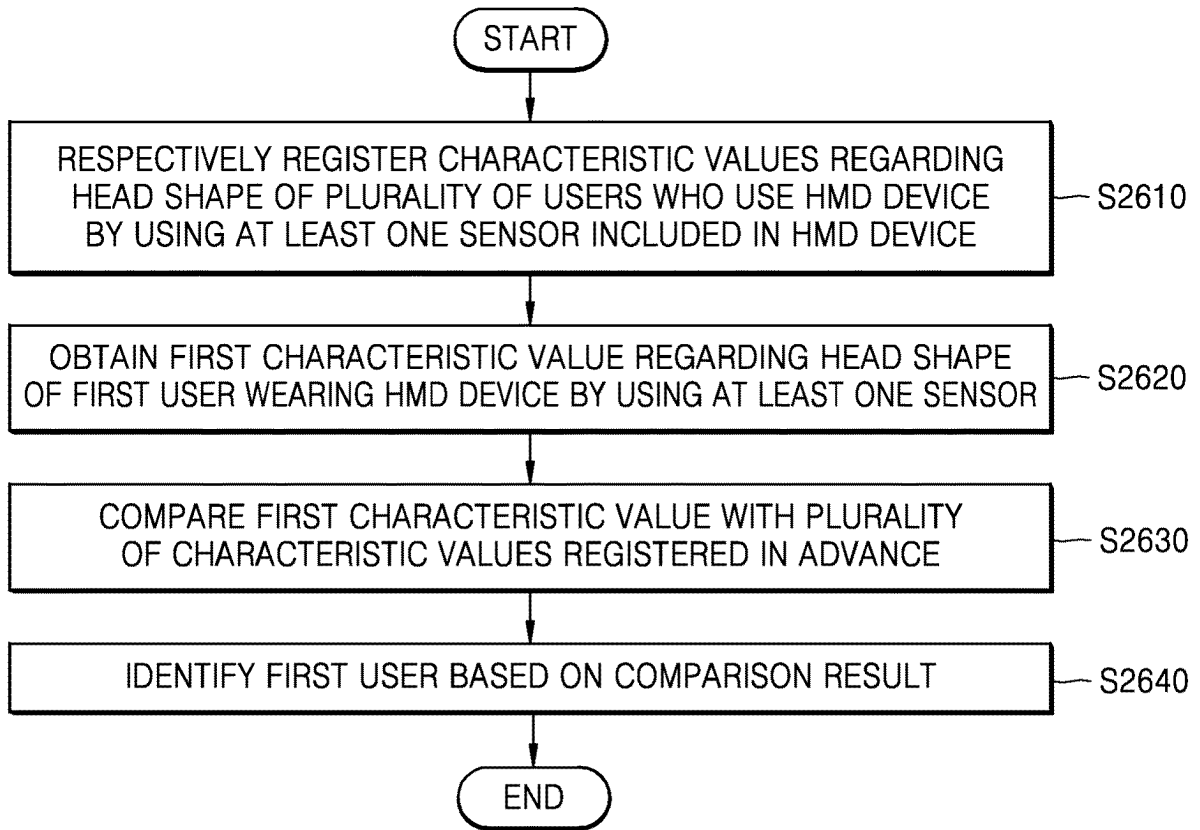 START
RESPECTIVELY REGISTER CHARACTERISTIC VALUES REGARDING
HEAD SHAPE OF PLURALITY OF USERS WHO USE HMD DEVICE
BY USING AT LEAST ONE SENSOR INCLUDED IN HMD DEVICE
S2610
OBTAIN FIRST CHARACTERISTIC VALUE REGARDING HEAD SHAPE
OF FIRST USER WEARING HMD DEVICE BY USING AT LEAST ONE SENSOR
S2620
COMPARE FIRST CHARACTERISTIC VALUE WITH PLURALITY
OF CHARACTERISTIC VALUES REGISTERED IN ADVANCE
S2630
IDENTIFY FIRST USER BASED ON COMPARISON RESULT
S2640
END